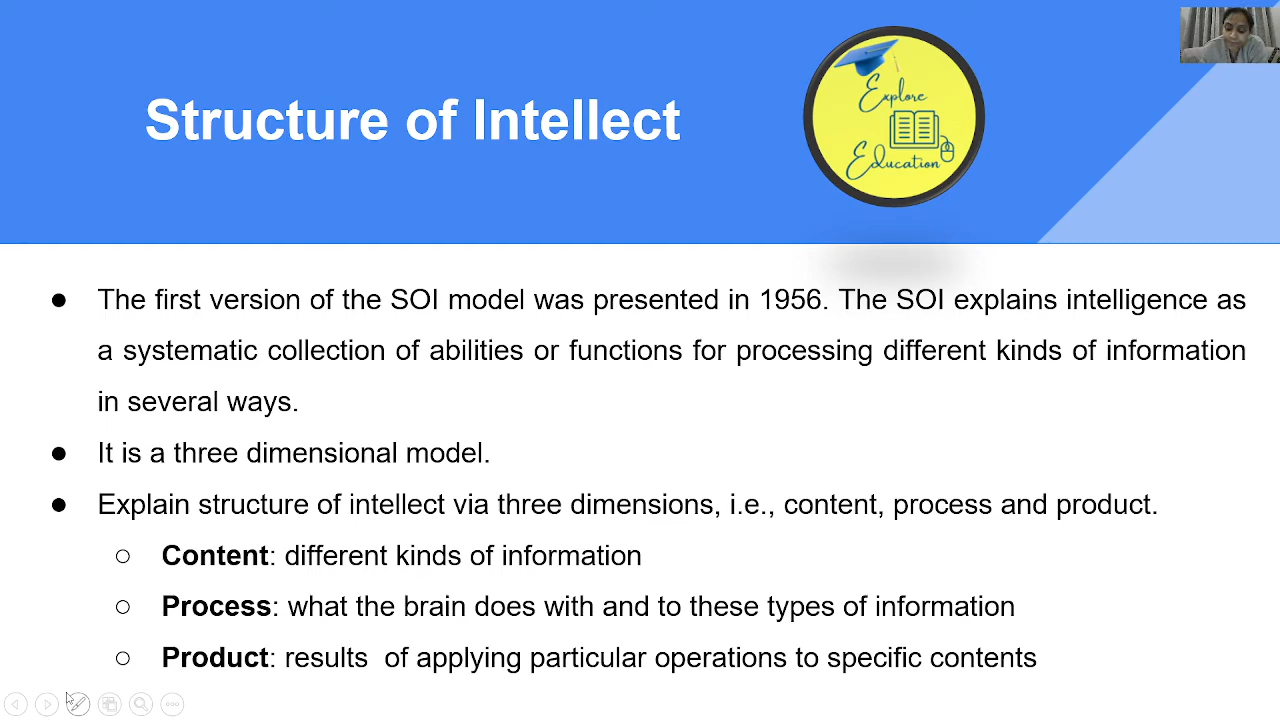 Structure of Intellect
Explore
Education
● The first version of the SOI model was presented in 1956. The SOI explains intelligence as
a systematic collection of abilities or functions for processing different kinds of information
in several ways.
● It is a three dimensional model.
● Explain structure of intellect via three dimensions, i.e., content, process and product.
○ Content: different kinds of information
○ Process: what the brain does with and to these types of information
○ Product: results of applying particular operations to specific contents